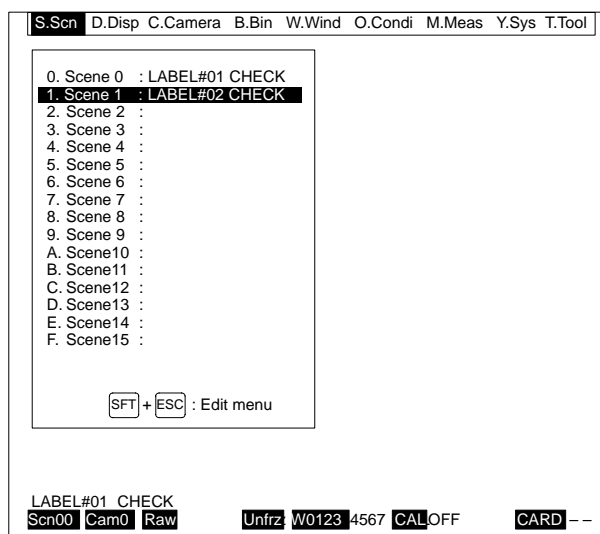 S.Scn D.Disp C.Camera B.Bin W.Wind O.Condi M.Meas Y.Sys T.Tool
0. Scene 0 : LABEL#01 CHECK
1. Scene 1 : LABEL#02 CHECK
2. Scene 2 :
3. Scene 3 :
4. Scene 4 :
5. Scene 5 :
6. Scene 6 :
7. Scene 7 :
8. Scene 8 :
9. Scene 9 :
A. Scene10 :
B. Scene11 :
C. Scene12 :
D. Scene13 :
E. Scene14 :
F. Scene15 :
SFT + ESC : Edit menu
LABEL#01 CHECK
Scn00 Cam0 Raw Unfrz: W0123 4567 CAL.OFF CARD – –